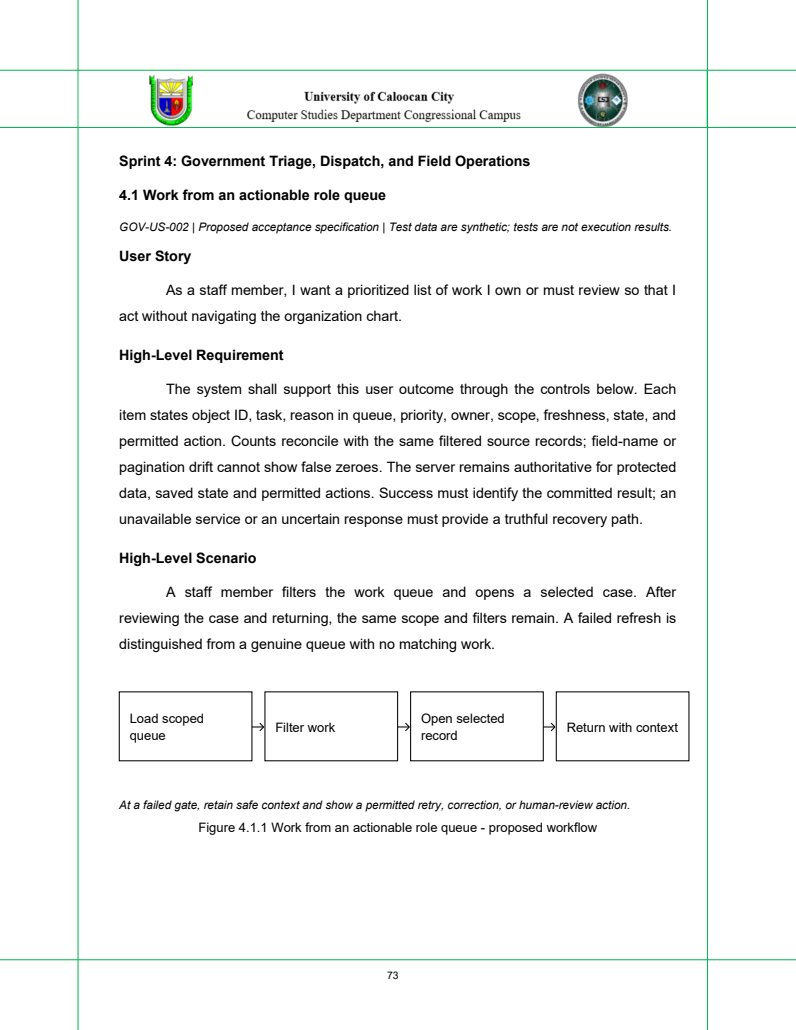 University of Caloocan City
Computer Studies Department Congressional Campus
Sprint 4: Government Triage, Dispatch, and Field Operations
4.1 Work from an actionable role queue
GOV-US-002 | Proposed acceptance specification | Test data are synthetic; tests are not execution results.
User Story
As a staff member, I want a prioritized list of work I own or must review so that I
act without navigating the organization chart.
High-Level Requirement
The system shall support this user outcome through the controls below. Each
item states object ID, task, reason in queue, priority, owner, scope, freshness, state, and
permitted action. Counts reconcile with the same filtered source records; field-name or
pagination drift cannot show false zeroes. The server remains authoritative for protected
data, saved state and permitted actions. Success must identify the committed result; an
unavailable service or an uncertain response must provide a truthful recovery path.
High-Level Scenario
A staff member filters the work queue and opens a selected case. After
reviewing the case and returning, the same scope and filters remain. A failed refresh is
distinguished from a genuine queue with no matching work.
Load scoped
queue
Filter work
Open selected
record
Return with context
At a failed gate, retain safe context and show a permitted retry, correction, or human-review action.
Figure 4.1.1 Work from an actionable role queue - proposed workflow
73